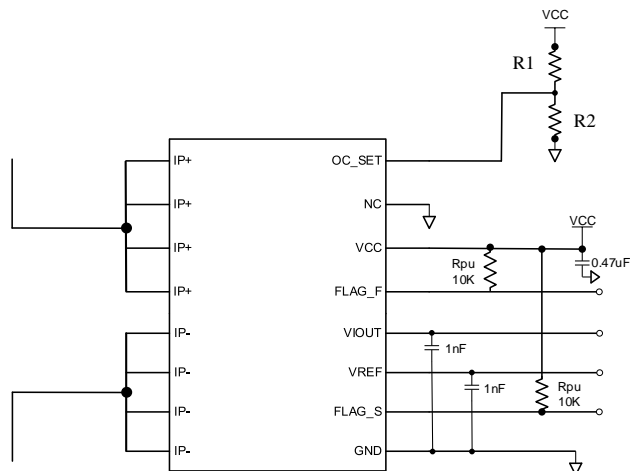 VCC
R1
R2
IP+
OC_SET
IP+
NC
IP+
VCC
VCC
0.47uF
Rpu
10K
IP+
FLAG_F
IP-
VIOUT
1nF
IP-
VREF
1nF
Rpu
10K
IP-
FLAG_S
IP-
GND